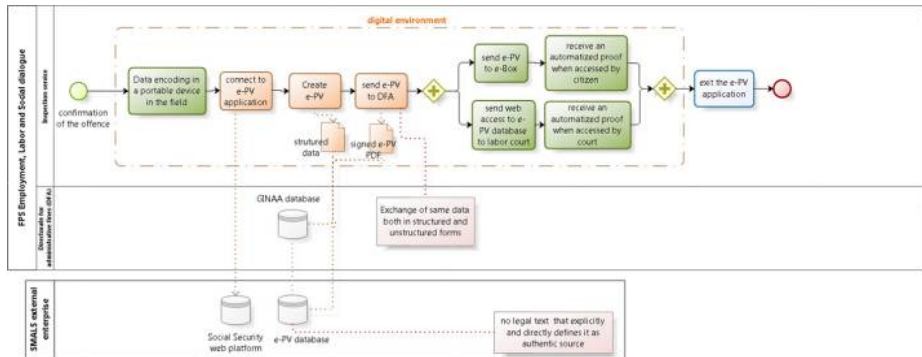 digital environment
FPS Employment, Labor and Social dialogue
Inspection service
confirmation
of the offence
Data encoding in
a portable device
in the field
connect to
e-PV
application
Create
e-PV
send e-PV
to DFA
send e-PV
to e-Box
receive an
automatized proof
when accessed by
citizen
send web
access to e-
PV database
to labor court
receive an
automatized proof
when accessed by
court
exit the e-PV
application
strutured
data
signed e-PV
PDF
Directorate for
administrative fines (DFA)
GINAA database
Exchange of same data
both in structured and
unstructured forms
SMALS external
enterprise
Social Security
web platform
e-PV database
no legal text that explicitly
and directly defines it as
authentic source